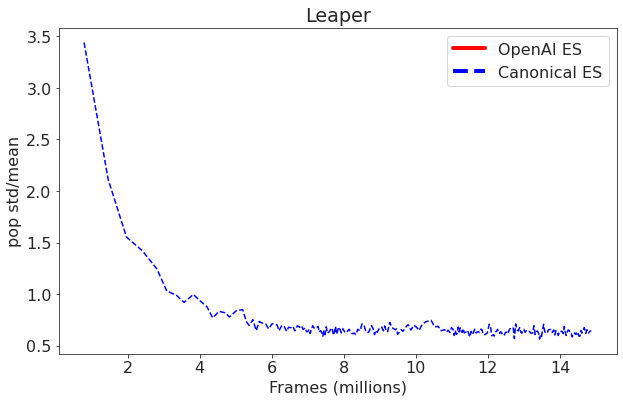 Leaper
OpenAI ES
Canonical ES
pop std/mean
3.5
3.0
2.5
2.0
1.5
1.0
0.5
2 4 6 8 10 12 14
Frames (millions)